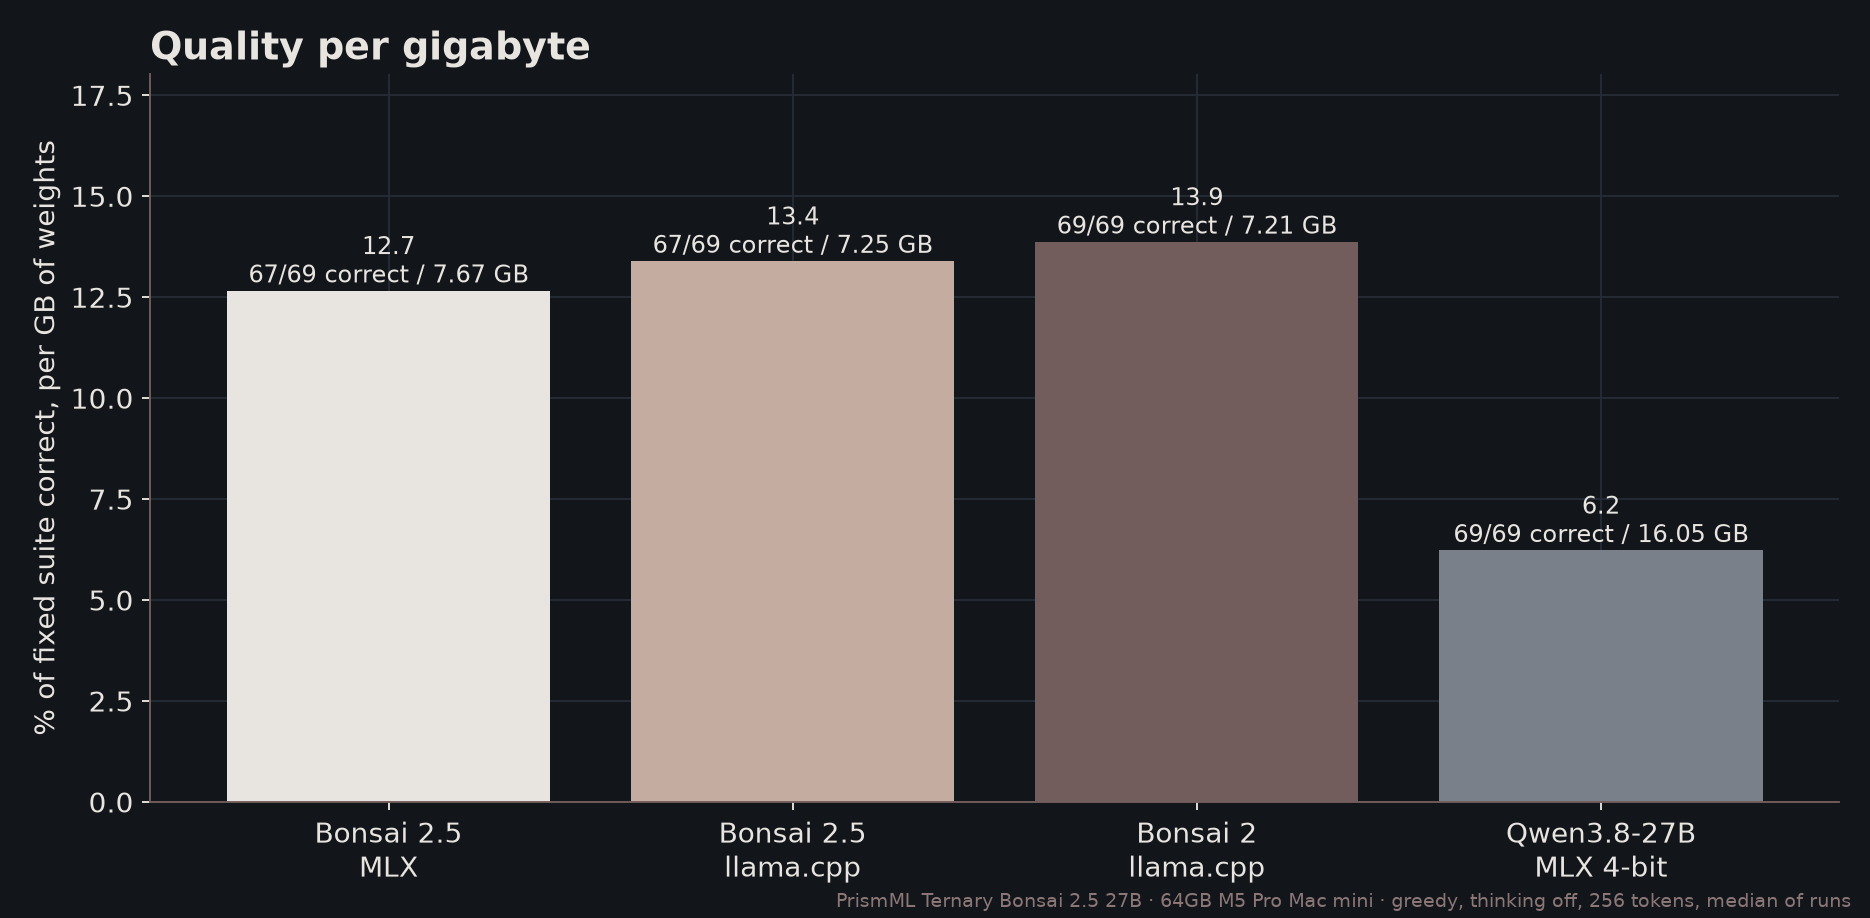 Quality per gigabyte
% of fixed suite correct, per GB of weights
17.5
15.0
12.5
10.0
7.5
5.0
2.5
0.0
12.7
67/69 correct / 7.67 GB
13.4
67/69 correct / 7.25 GB
13.9
69/69 correct / 7.21 GB
6.2
69/69 correct / 16.05 GB
Bonsai 2.5
MLX
Bonsai 2.5
llama.cpp
Bonsai 2
llama.cpp
Qwen3.8-27B
MLX 4-bit
PrismML Ternary Bonsai 2.5 27B · 64GB M5 Pro Mac mini · greedy, thinking off, 256 tokens, median of runs